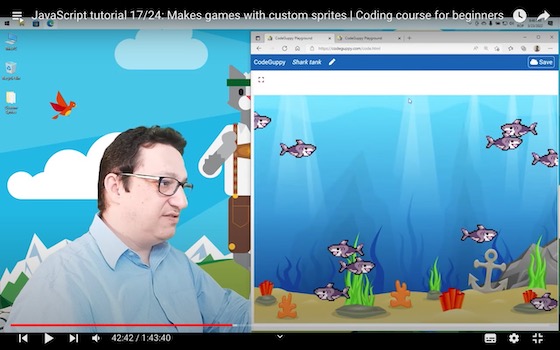 JavaScript tutorial 17/24: Makes games with custom sprites | Coding course for beginners
CodeGuppy Playground
CodeGuppy Playground
https://codeguppy.com/code.html
CodeGuppy
Shark tank
Save
42:42 / 1:43:40